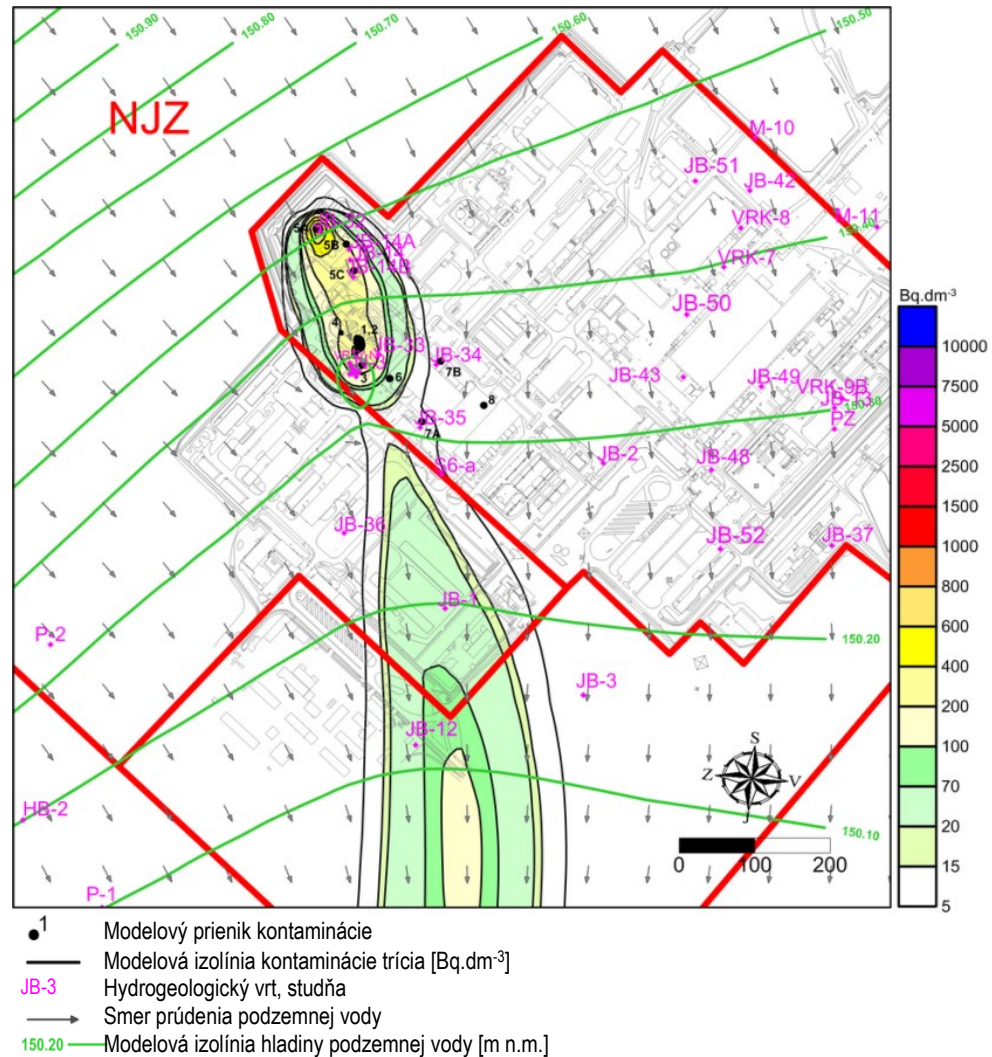 150.90
150.80
150.70
150.60
150.50
NJZ
M-10
JB-51
JB-42
VRK-8
M-11
150.40
5B
JB-14A
5C
JB-14B
VRK-7
Bq.dm-3
JB-50
10000
4
1,2
JB-33
JB-34
7B
7500
3
6
JB-43
JB-49
VRK-9B
5000
8
JB-35
7A
PZ
2500
S6-a
JB-2
JB-48
1500
JB-36
JB-52
JB-37
1000
800
JB-1
600
P-2
150.20
400
JB-3
200
JB-12
S
100
Z
V
70
HB-2
J
150.10
20
0
100
200
15
P-1
5
1
Modelový prienik kontaminácie
Modelová izolínia kontaminácie trícia [Bq.dm-3]
JB-3
Hydrogeologický vrt, studňa
Smer prúdenia podzemnej vody
150.20
Modelová izolínia hladiny podzemnej vody [m n.m.]